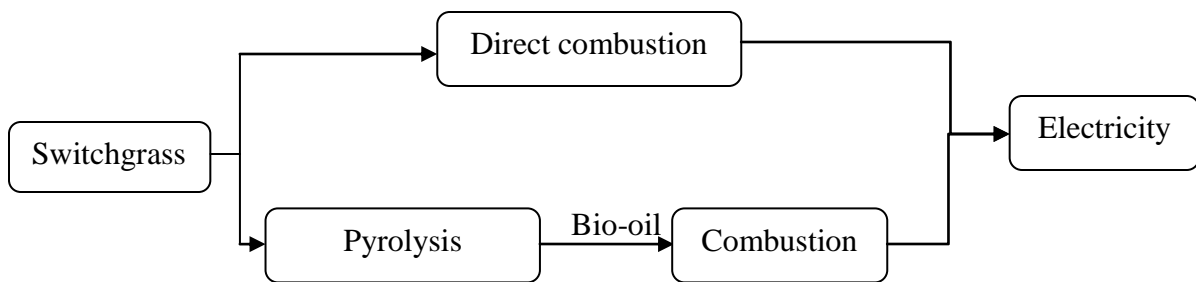 Direct combustion
Switchgrass
Electricity
Pyrolysis
Bio-oil
Combustion